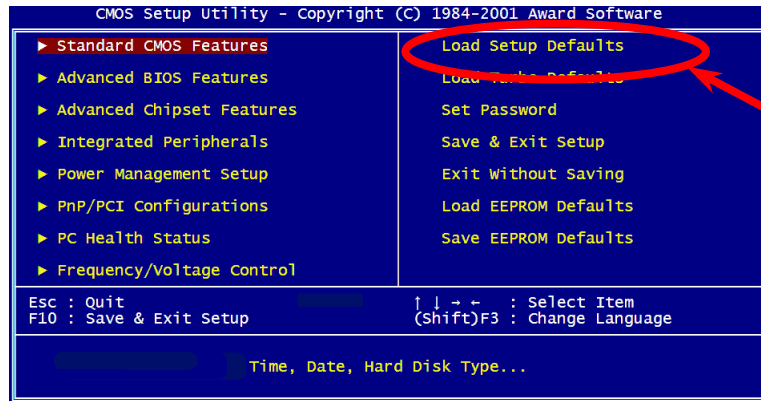 CMOS Setup Utility - Copyright (C) 1984-2001 Award Software
▶ Standard CMOS Features
▶ Advanced BIOS Features
▶ Advanced Chipset Features
▶ Integrated Peripherals
▶ Power Management Setup
▶ PnP/PCI Configurations
▶ PC Health Status
▶ Frequency/Voltage Control
Load Setup Defaults
Load Turbo Defaults
Set Password
Save & Exit Setup
Exit Without Saving
Load EEPROM Defaults
Save EEPROM Defaults
Esc : Quit
F10 : Save & Exit Setup
↑ ↓ → ← : Select Item
(Shift)F3 : Change Language
Time, Date, Hard Disk Type...